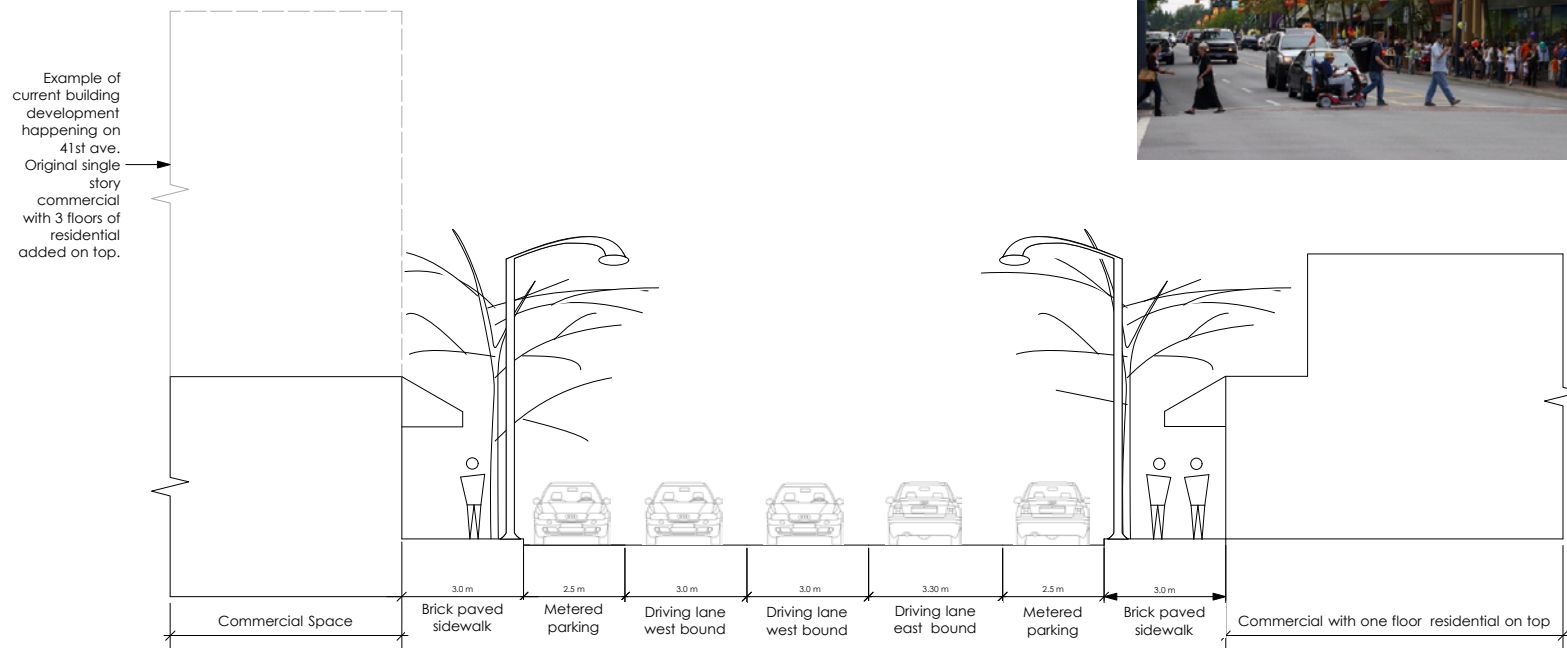 Example of
current building
development
happening on
41st ave.
Original single
story
commercial
with 3 floors of
residential
added on top.
3.0 m
2.5 m
3.0 m
3.0 m
3.30 m
2.5 m
3.0 m
Commercial Space
Brick paved
sidewalk
Metered
parking
Driving lane
west bound
Driving lane
west bound
Driving lane
east bound
Metered
parking
Brick paved
sidewalk
Commercial with one floor residential on top